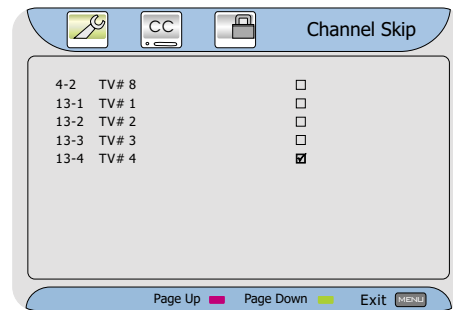 CC Channel Skip
4-2 TV# 8
13-1 TV# 1
13-2 TV# 2
13-3 TV# 3
13-4 TV# 4
Page Up Page Down Exit MENU